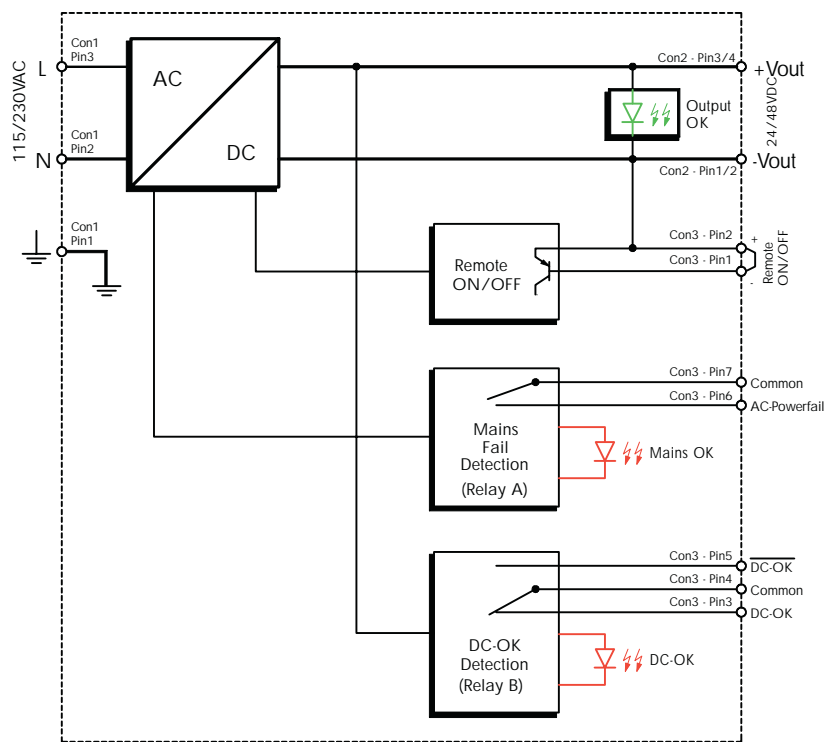 115/230VAC
L
Con1
Pin3
N
Con1
Pin2
Con1
Pin1
AC
DC
Con2 - Pin3/4
+Vout
24/48VDC
Output
OK
-Vout
Con2 - Pin1/2
Remote
ON/OFF
Con3 - Pin2
+
Con3 - Pin1
-
Remote
ON/OFF
Con3 - Pin7
Common
Con3 - Pin6
AC-Powerfail
Mains
Fail
Detection
(Relay A)
Mains OK
Con3 - Pin5
DC-OK
Con3 - Pin4
Common
Con3 - Pin3
DC-OK
DC-OK
Detection
(Relay B)
DC-OK